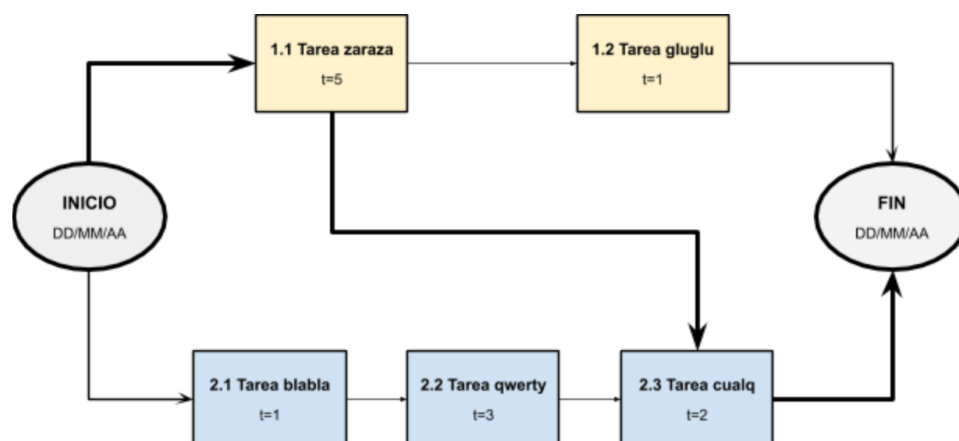 1.1 Tarea zaraza
t=5
1.2 Tarea gluglu
t=1
INICIO
DD/MM/AA
FIN
DD/MM/AA
2.1 Tarea blabla
t=1
2.2 Tarea qwerty
t=3
2.3 Tarea cualq
t=2